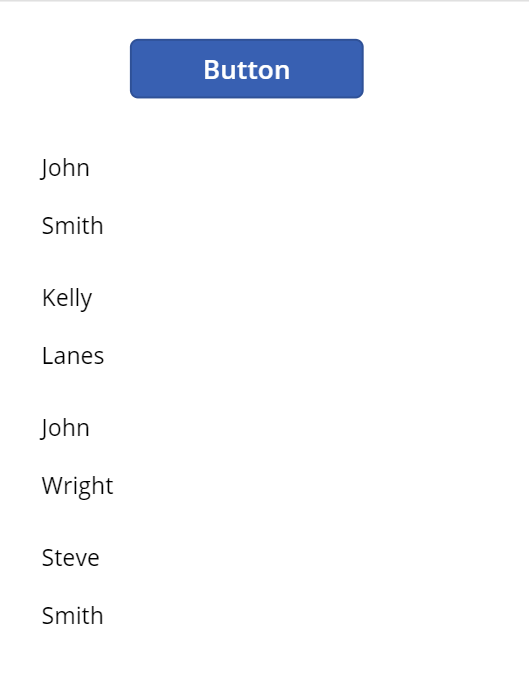 Button
John
Smith
Kelly
Lanes
John
Wright
Steve
Smith